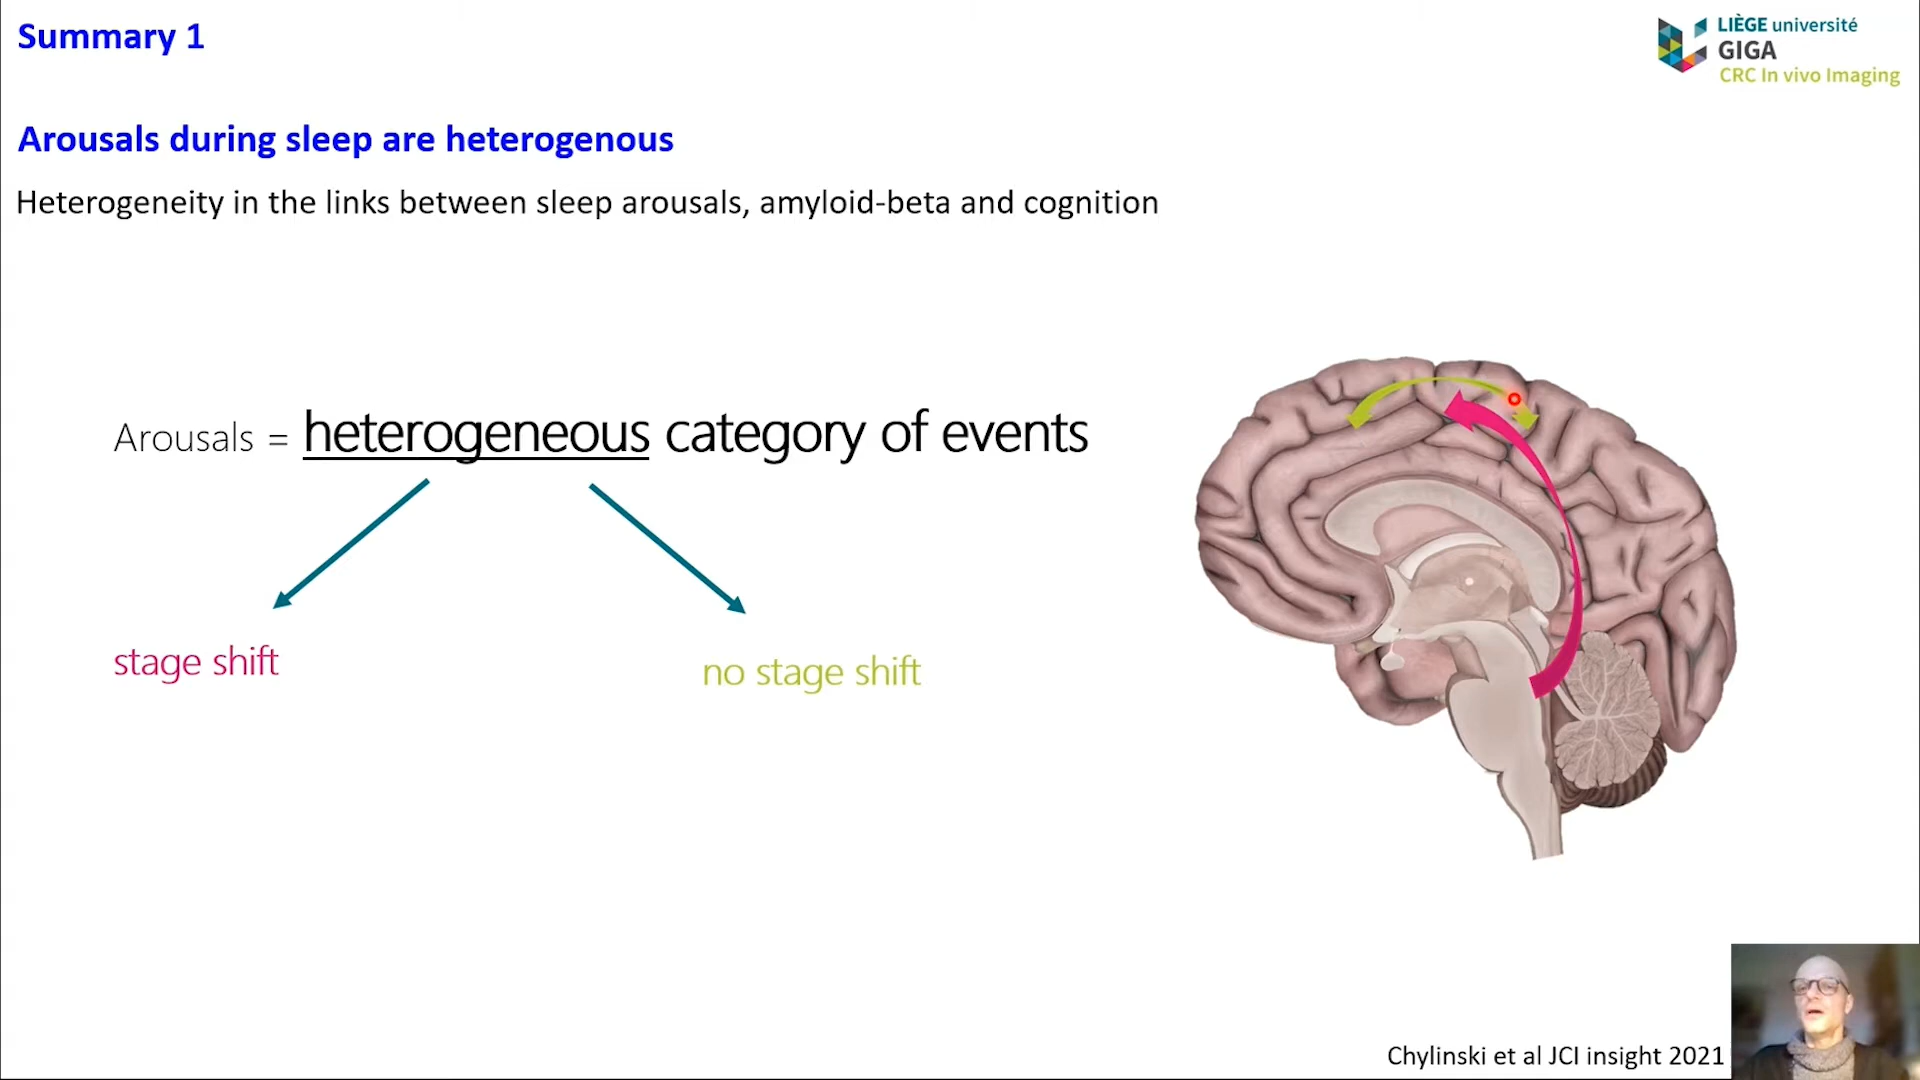 Summary 1
LIÈGE université
GIGA
CRC In vivo Imaging
Arousals during sleep are heterogenous
Heterogeneity in the links between sleep arousals, amyloid-beta and cognition
Arousals = heterogeneous category of events
stage shift
no stage shift
Chylinski et al JCI insight 2021